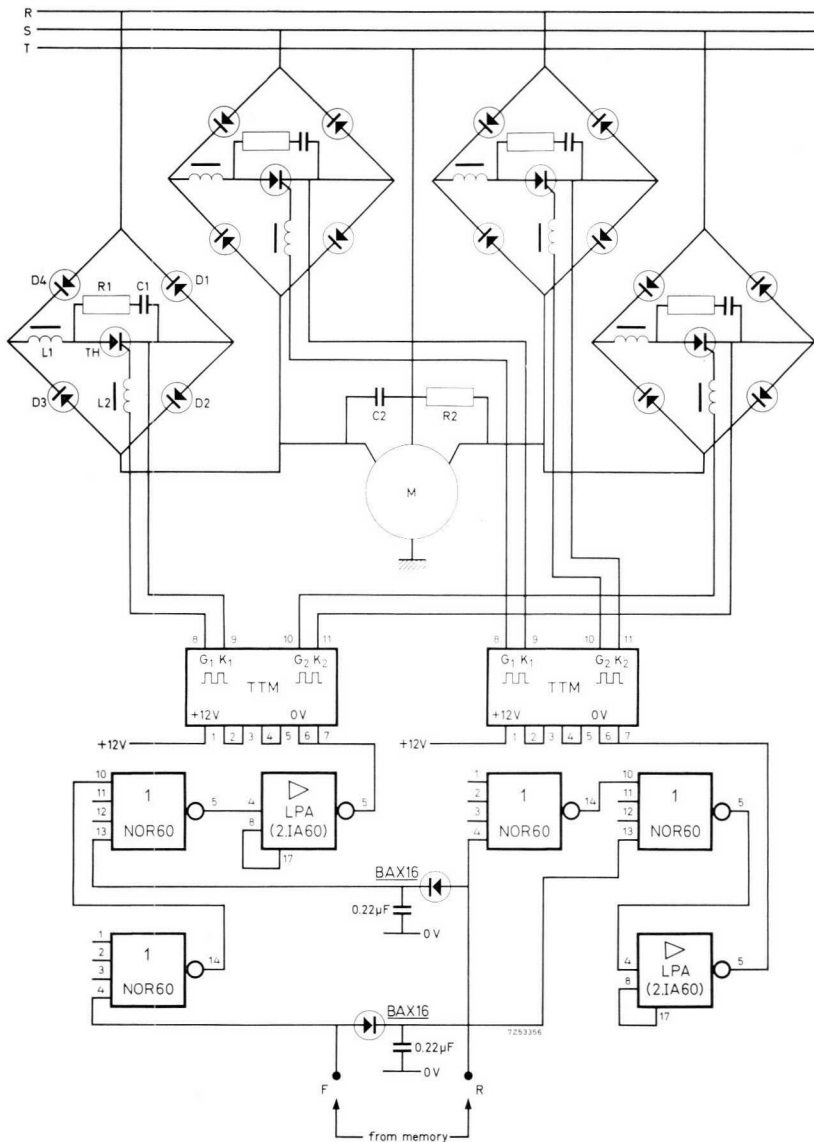 R
S
T
D4
R1
C1
D1
L1
TH
D3
L2
D2
C2
R2
M
8 9 10 11
G1 K1 G2 K2
TTM
+12V 0V
+12V 1 2 3 4 5 6 7
8 9 10 11
G1 K1 G2 K2
TTM
+12V 0V
+12V 1 2 3 4 5 6 7
10
11
12
13
1
NOR60
5
4
8
LPA
(2.IA60)
17
5
1
2
3
4
1
NOR60
14
10
11
12
13
1
NOR60
5
BAX16
0.22µF
0V
1
2
3
4
1
NOR60
14
BAX16
0.22µF
0V
7Z53356
4
8
LPA
(2.IA60)
17
5
F
R
from memory